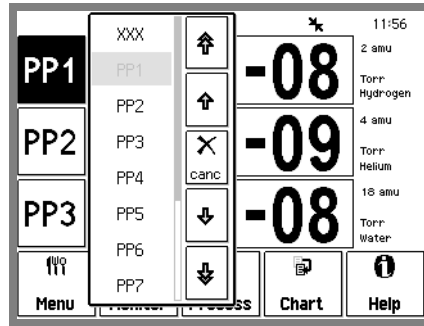 11:56
PP1
PP2
PP3
XXX
PP1
PP2
PP3
PP4
PP5
PP6
PP7
canc
-08
2 amu
Torr
Hydrogen
-09
4 amu
Torr
Helium
-08
18 amu
Torr
Water
Menu
Chart
Help